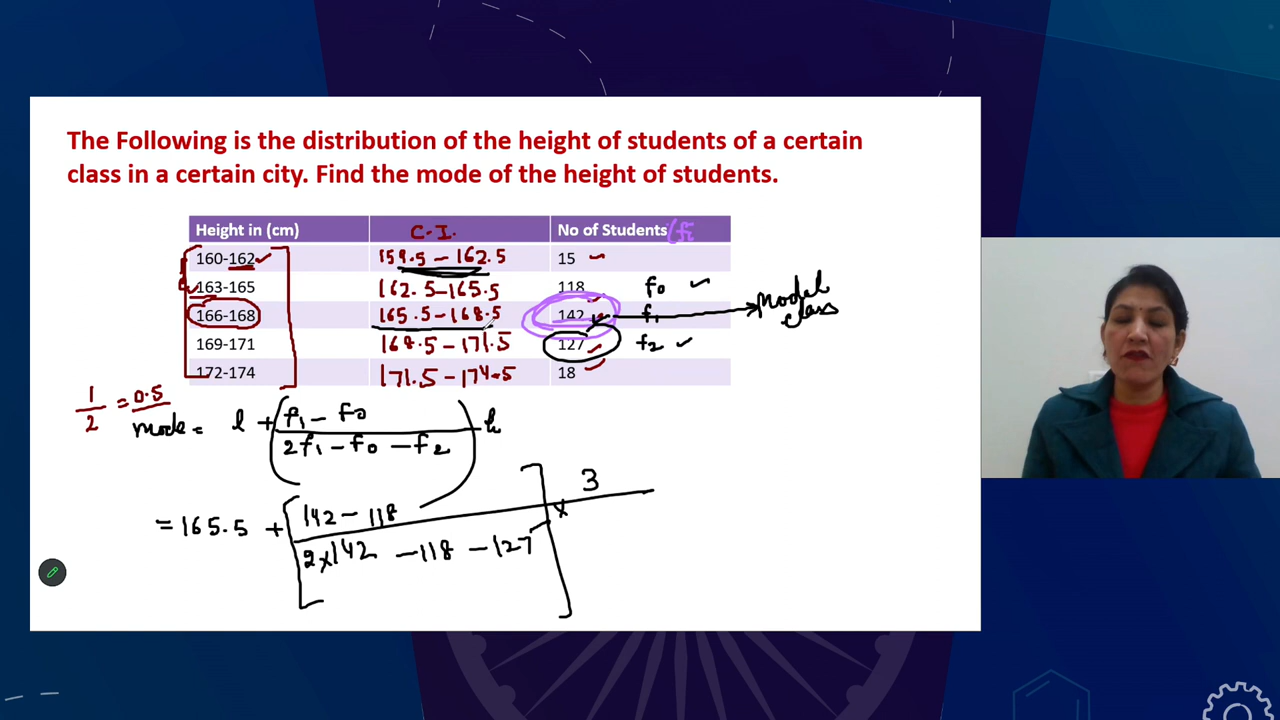 The Following is the distribution of the height of students of a certain
class in a certain city. Find the mode of the height of students.
Height in (cm) C.I. No of Students (fi
160-162 159.5 – 162.5 15
163-165 162.5–165.5 118 f0
166-168 165.5 –168.5 142 f1 Model class
169-171 168.5 –171.5 127 f2
172-174 171.5 – 174.5 18
1/2 = 0.5
mode = l + (f1 – f0 / 2f1 – f0 – f2) h
= 165.5 + [142 – 118 / 2x142 – 118 – 127] x 3